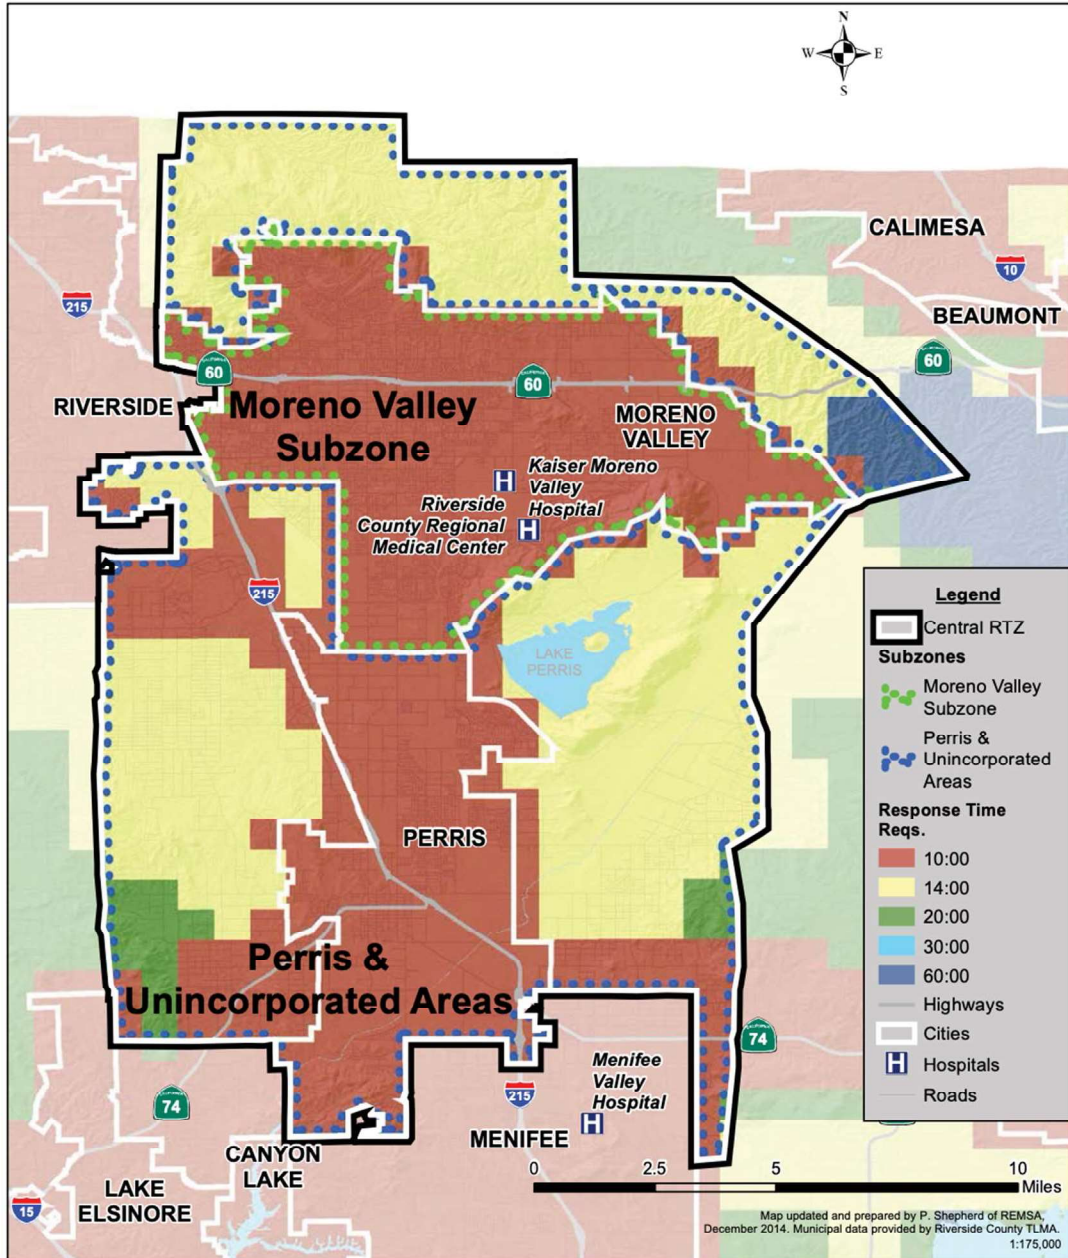 N
W
E
S
CALIMESA
10
215
BEAUMONT
60
60
60
RIVERSIDE
Moreno Valley
Subzone
MORENO
VALLEY
Kaiser Moreno
Valley
Hospital
H
Riverside
County Regional
Medical Center
H
215
LAKE
PERRIS
PERRIS
Perris &
Unincorporated Areas
Legend
Central RTZ
Subzones
Moreno Valley
Subzone
Perris &
Unincorporated
Areas
Response Time
Reqs.
10:00
14:00
20:00
30:00
60:00
Highways
Cities
H Hospitals
Roads
74
74
Menifee
Valley
Hospital
H
215
MENIFEE
CANYON
LAKE
LAKE
ELSINORE
15
0 2.5 5 10
Miles
Map updated and prepared by P. Shepherd of REMSA,
December 2014. Municipal data provided by Riverside County TLMA.
1:175,000